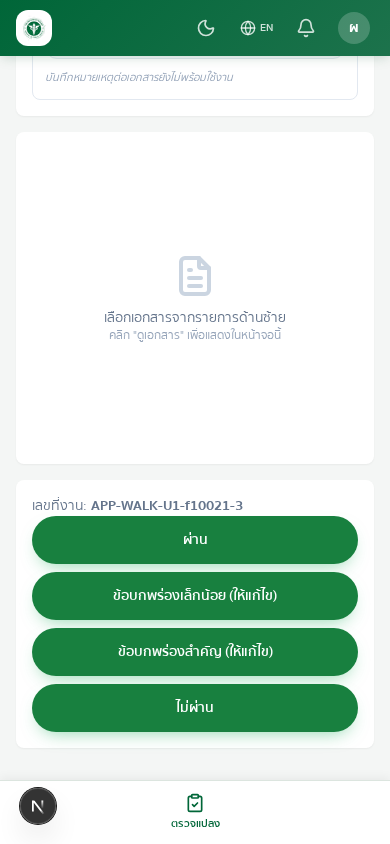 EN
ผ
บันทึกหมายเหตุต่อเอกสารยังไม่พร้อมใช้งาน
เลือกเอกสารจากรายการด้านซ้าย
คลิก "ดูเอกสาร" เพื่อแสดงในหน้าจอนี้
เลขที่งาน: APP-WALK-U1-f10021-3
ผ่าน
ข้อบกพร่องเล็กน้อย (ให้แก้ไข)
ข้อบกพร่องสำคัญ (ให้แก้ไข)
ไม่ผ่าน
N
ตรวจแปลง